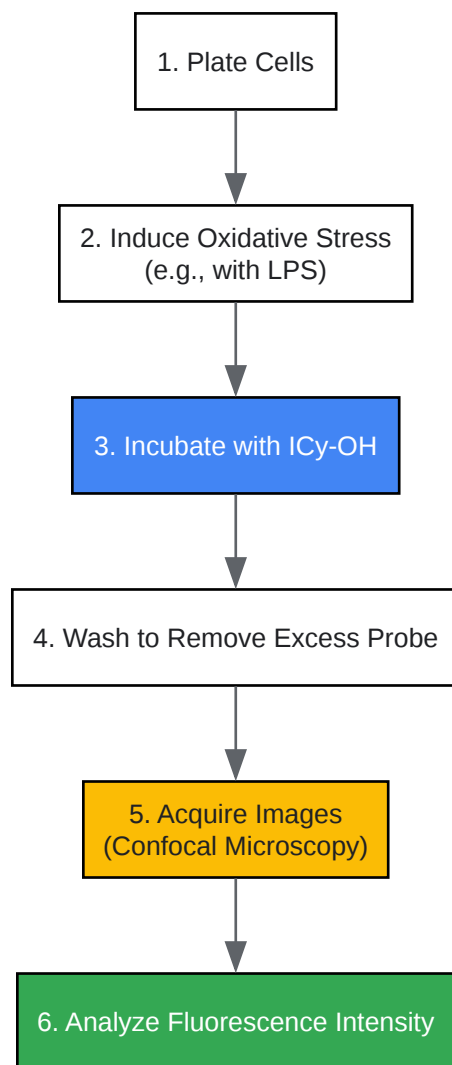 1. Plate Cells
2. Induce Oxidative Stress
(e.g., with LPS)
3. Incubate with ICy-OH
4. Wash to Remove Excess Probe
5. Acquire Images
(Confocal Microscopy)
6. Analyze Fluorescence Intensity